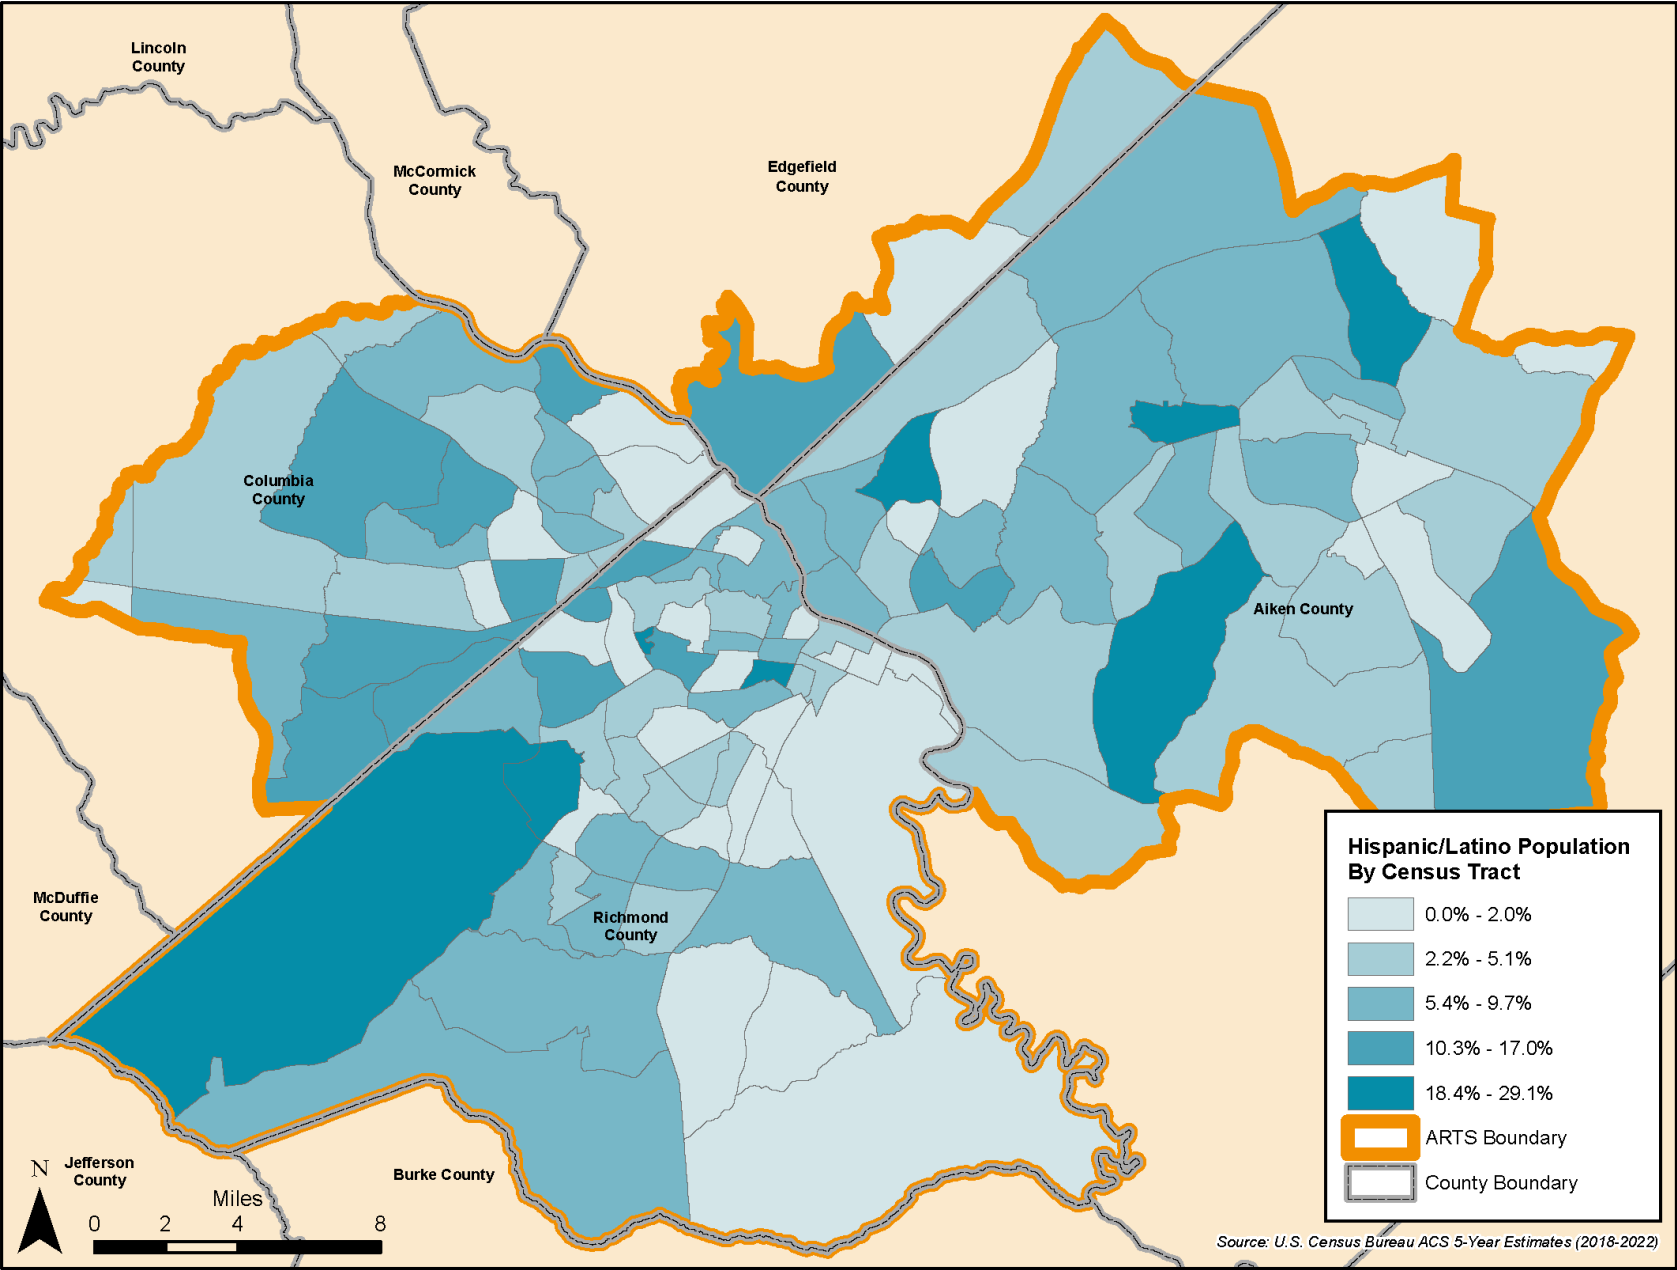 Lincoln
County
McCormick
County
Edgefield
County
Columbia
County
Aiken County
McDuffie
County
Richmond
County
Jefferson
County
Burke County
N
Miles
0 2 4 8
Hispanic/Latino Population
By Census Tract
0.0% - 2.0%
2.2% - 5.1%
5.4% - 9.7%
10.3% - 17.0%
18.4% - 29.1%
ARTS Boundary
County Boundary
Source: U.S. Census Bureau ACS 5-Year Estimates (2018-2022)